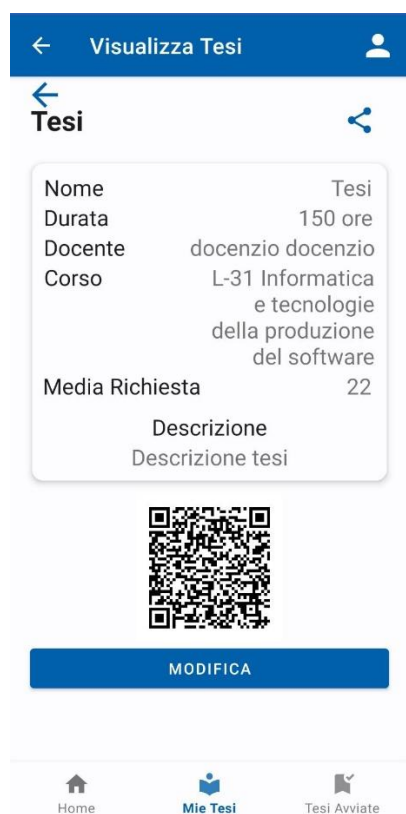 Visualizza Tesi
Tesi
Nome Tesi
Durata 150 ore
Docente docenzio docenzio
Corso L-31 Informatica
e tecnologie
della produzione
del software
Media Richiesta 22
Descrizione
Descrizione tesi
MODIFICA
Home Mie Tesi Tesi Avviate